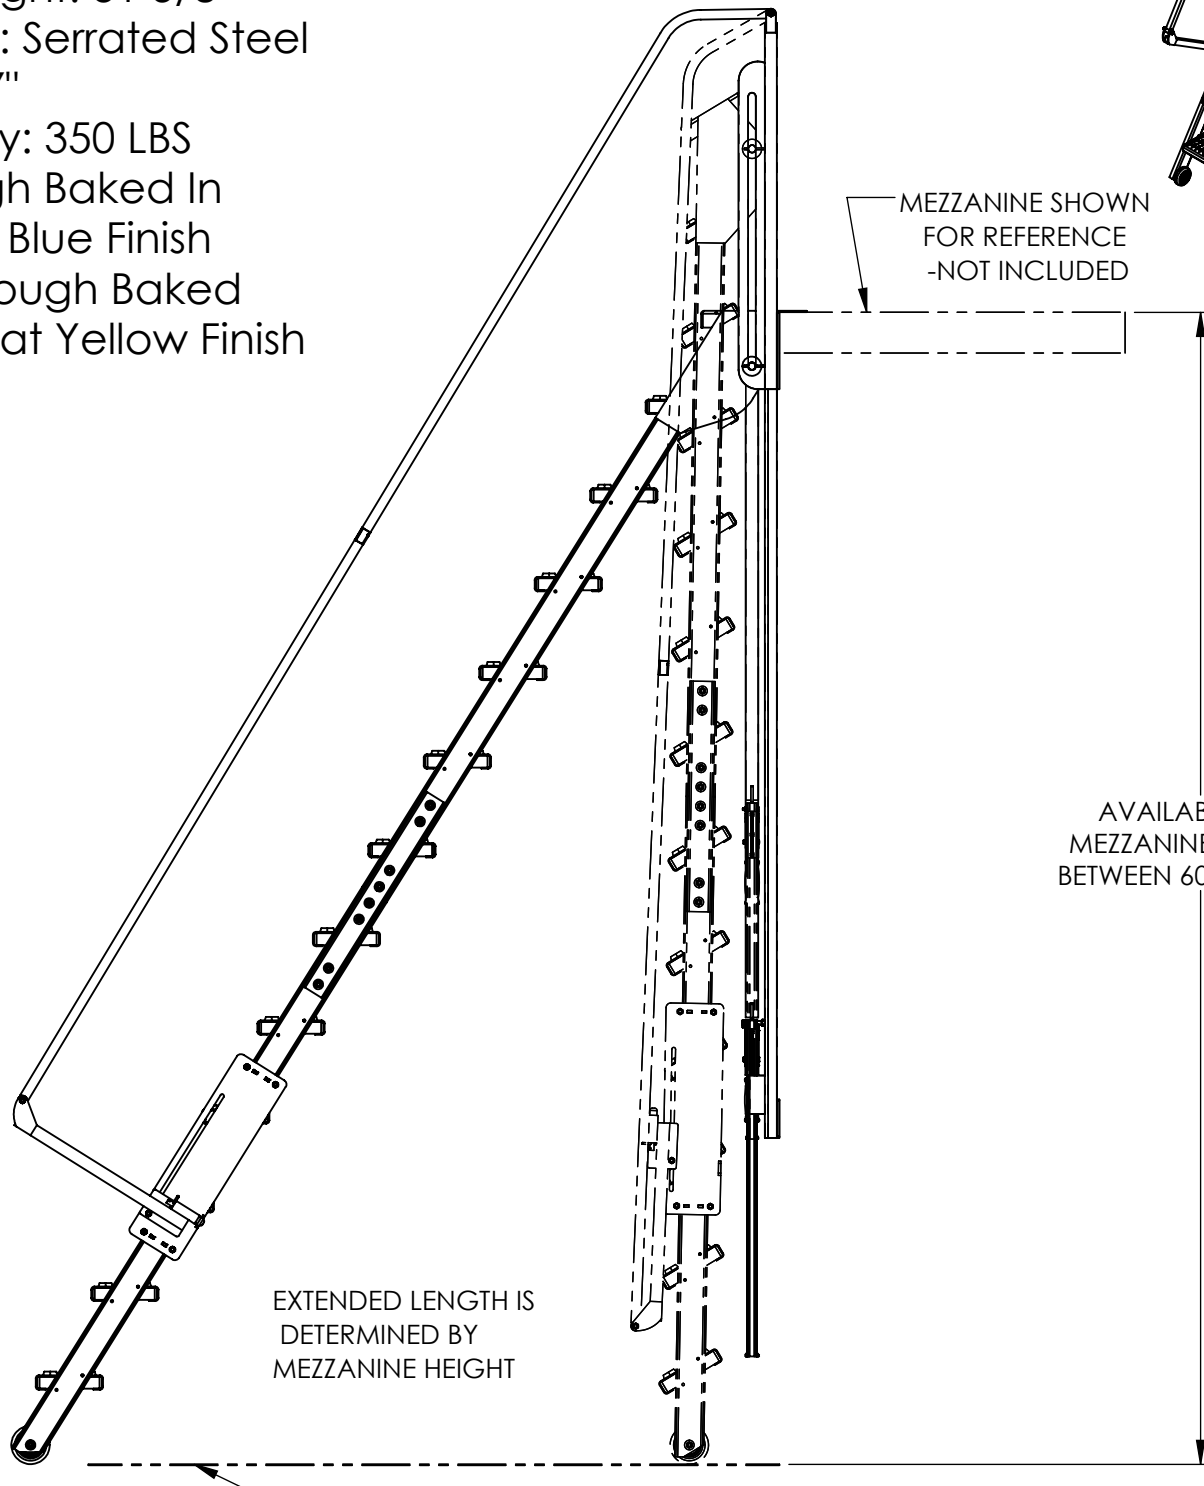 : Serrated Steel
y: 350 LBS
gh Baked In
Blue Finish
ough Baked
at Yellow Finish
MEZZANINE SHOWN
FOR REFERENCE
-NOT INCLUDED
AVAILAB
MEZZANINE
BETWEEN 60
EXTENDED LENGTH IS
DETERMINED BY
MEZZANINE HEIGHT